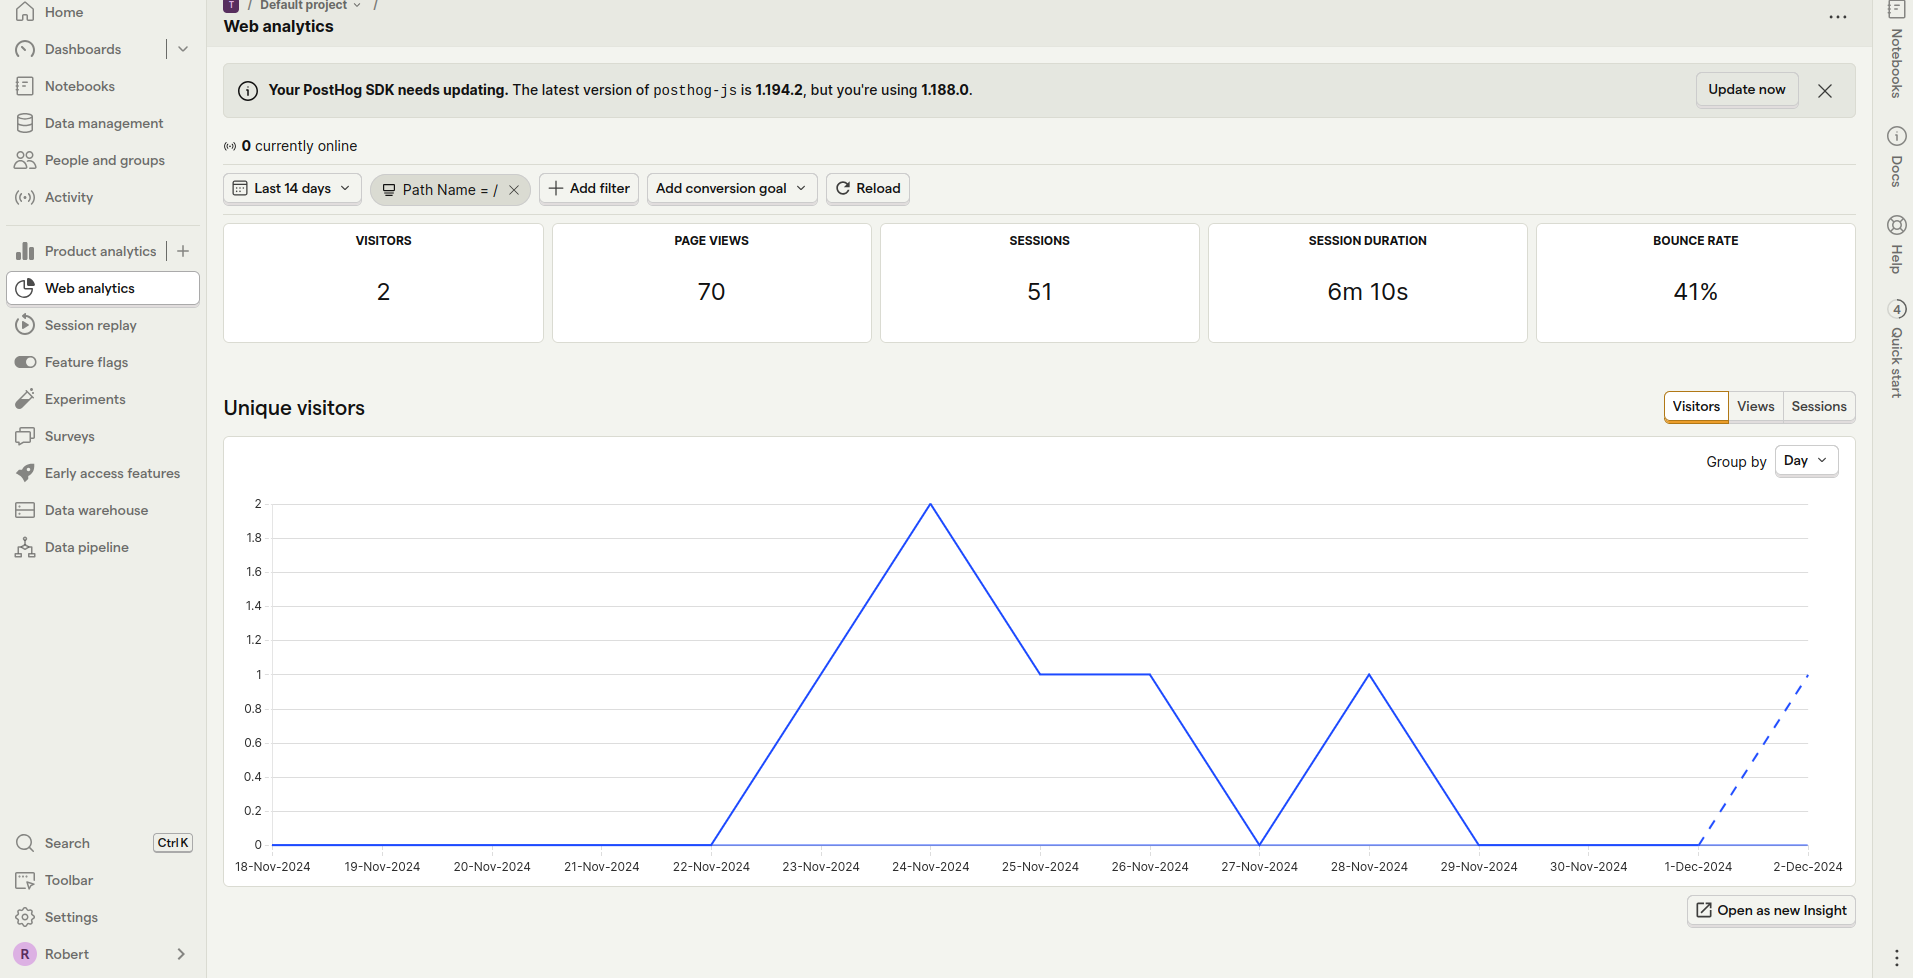 Home
Dashboards
Notebooks
Data management
People and groups
Activity
Product analytics
Web analytics
Session replay
Feature flags
Experiments
Surveys
Early access features
Data warehouse
Data pipeline
Search Ctrl K
Toolbar
Settings
R Robert
T / Default project /
Web analytics
Your PostHog SDK needs updating. The latest version of posthog-js is 1.194.2, but you're using 1.188.0.
Update now
0 currently online
Last 14 days Path Name = / Add filter Add conversion goal Reload
VISITORS PAGE VIEWS SESSIONS SESSION DURATION BOUNCE RATE
2 70 51 6m 10s 41%
Unique visitors
Visitors Views Sessions
Group by Day
2
1.8
1.6
1.4
1.2
1
0.8
0.6
0.4
0.2
0
18-Nov-2024 19-Nov-2024 20-Nov-2024 21-Nov-2024 22-Nov-2024 23-Nov-2024 24-Nov-2024 25-Nov-2024 26-Nov-2024 27-Nov-2024 28-Nov-2024 29-Nov-2024 30-Nov-2024 1-Dec-2024 2-Dec-2024
Open as new Insight
Notebooks
Docs
Help
4
Quick start